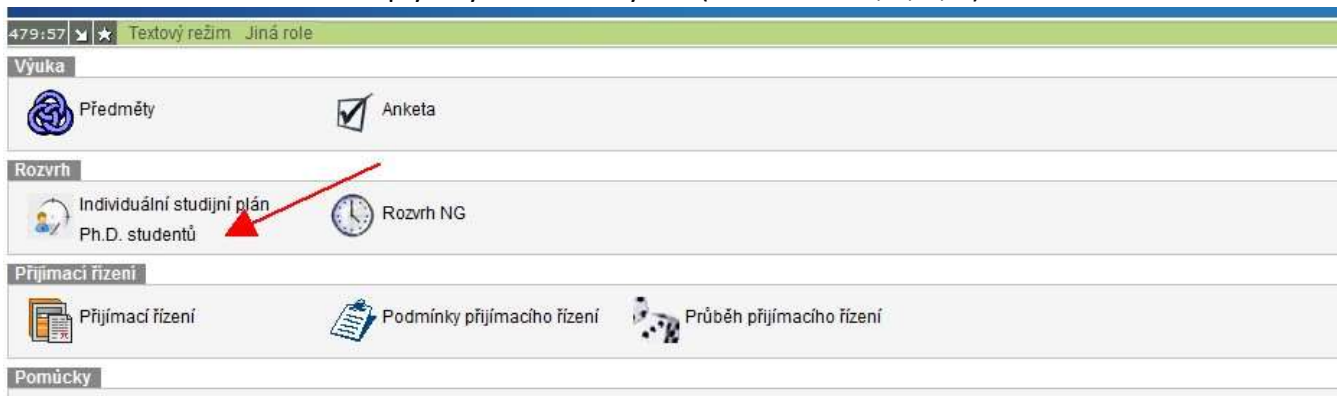 479:57 Textový režim Jiná role
Výuka
Předměty Anketa
Rozvrh
Individuální studijní plán
Ph.D. studentů Rozvrh NG
Přijímací řízení
Přijímací řízení Podmínky přijímacího řízení Průběh přijímacího řízení
Pomůcky